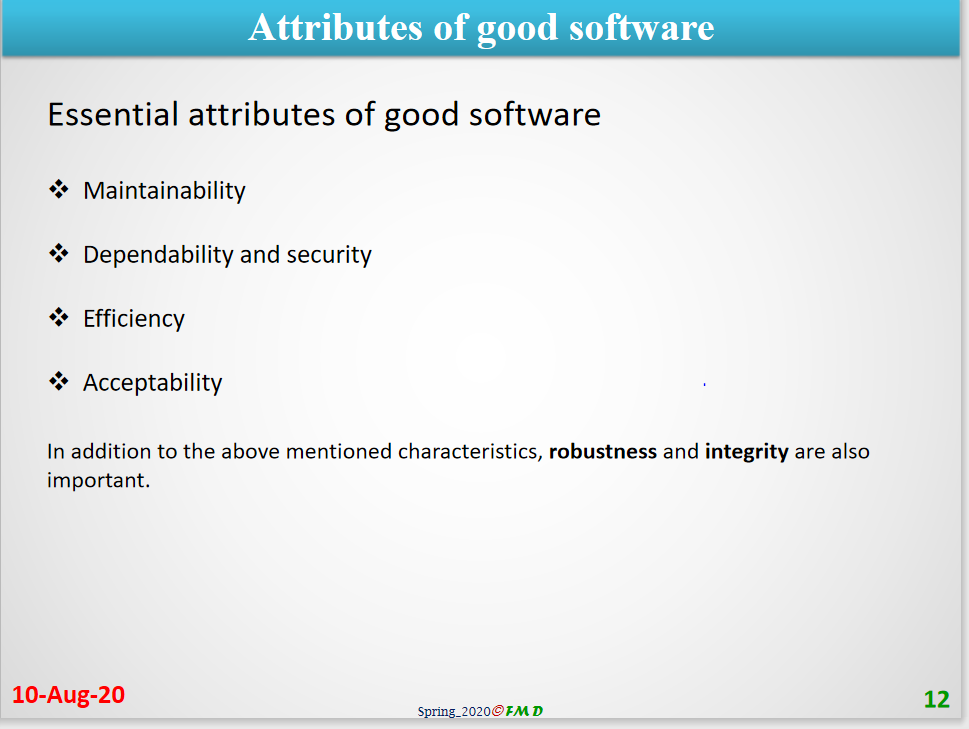 Attributes of good software
Essential attributes of good software
❖ Maintainability
❖ Dependability and security
❖ Efficiency
❖ Acceptability
In addition to the above mentioned characteristics, robustness and integrity are also
important.
10-Aug-20
Spring_2020©FMD
12